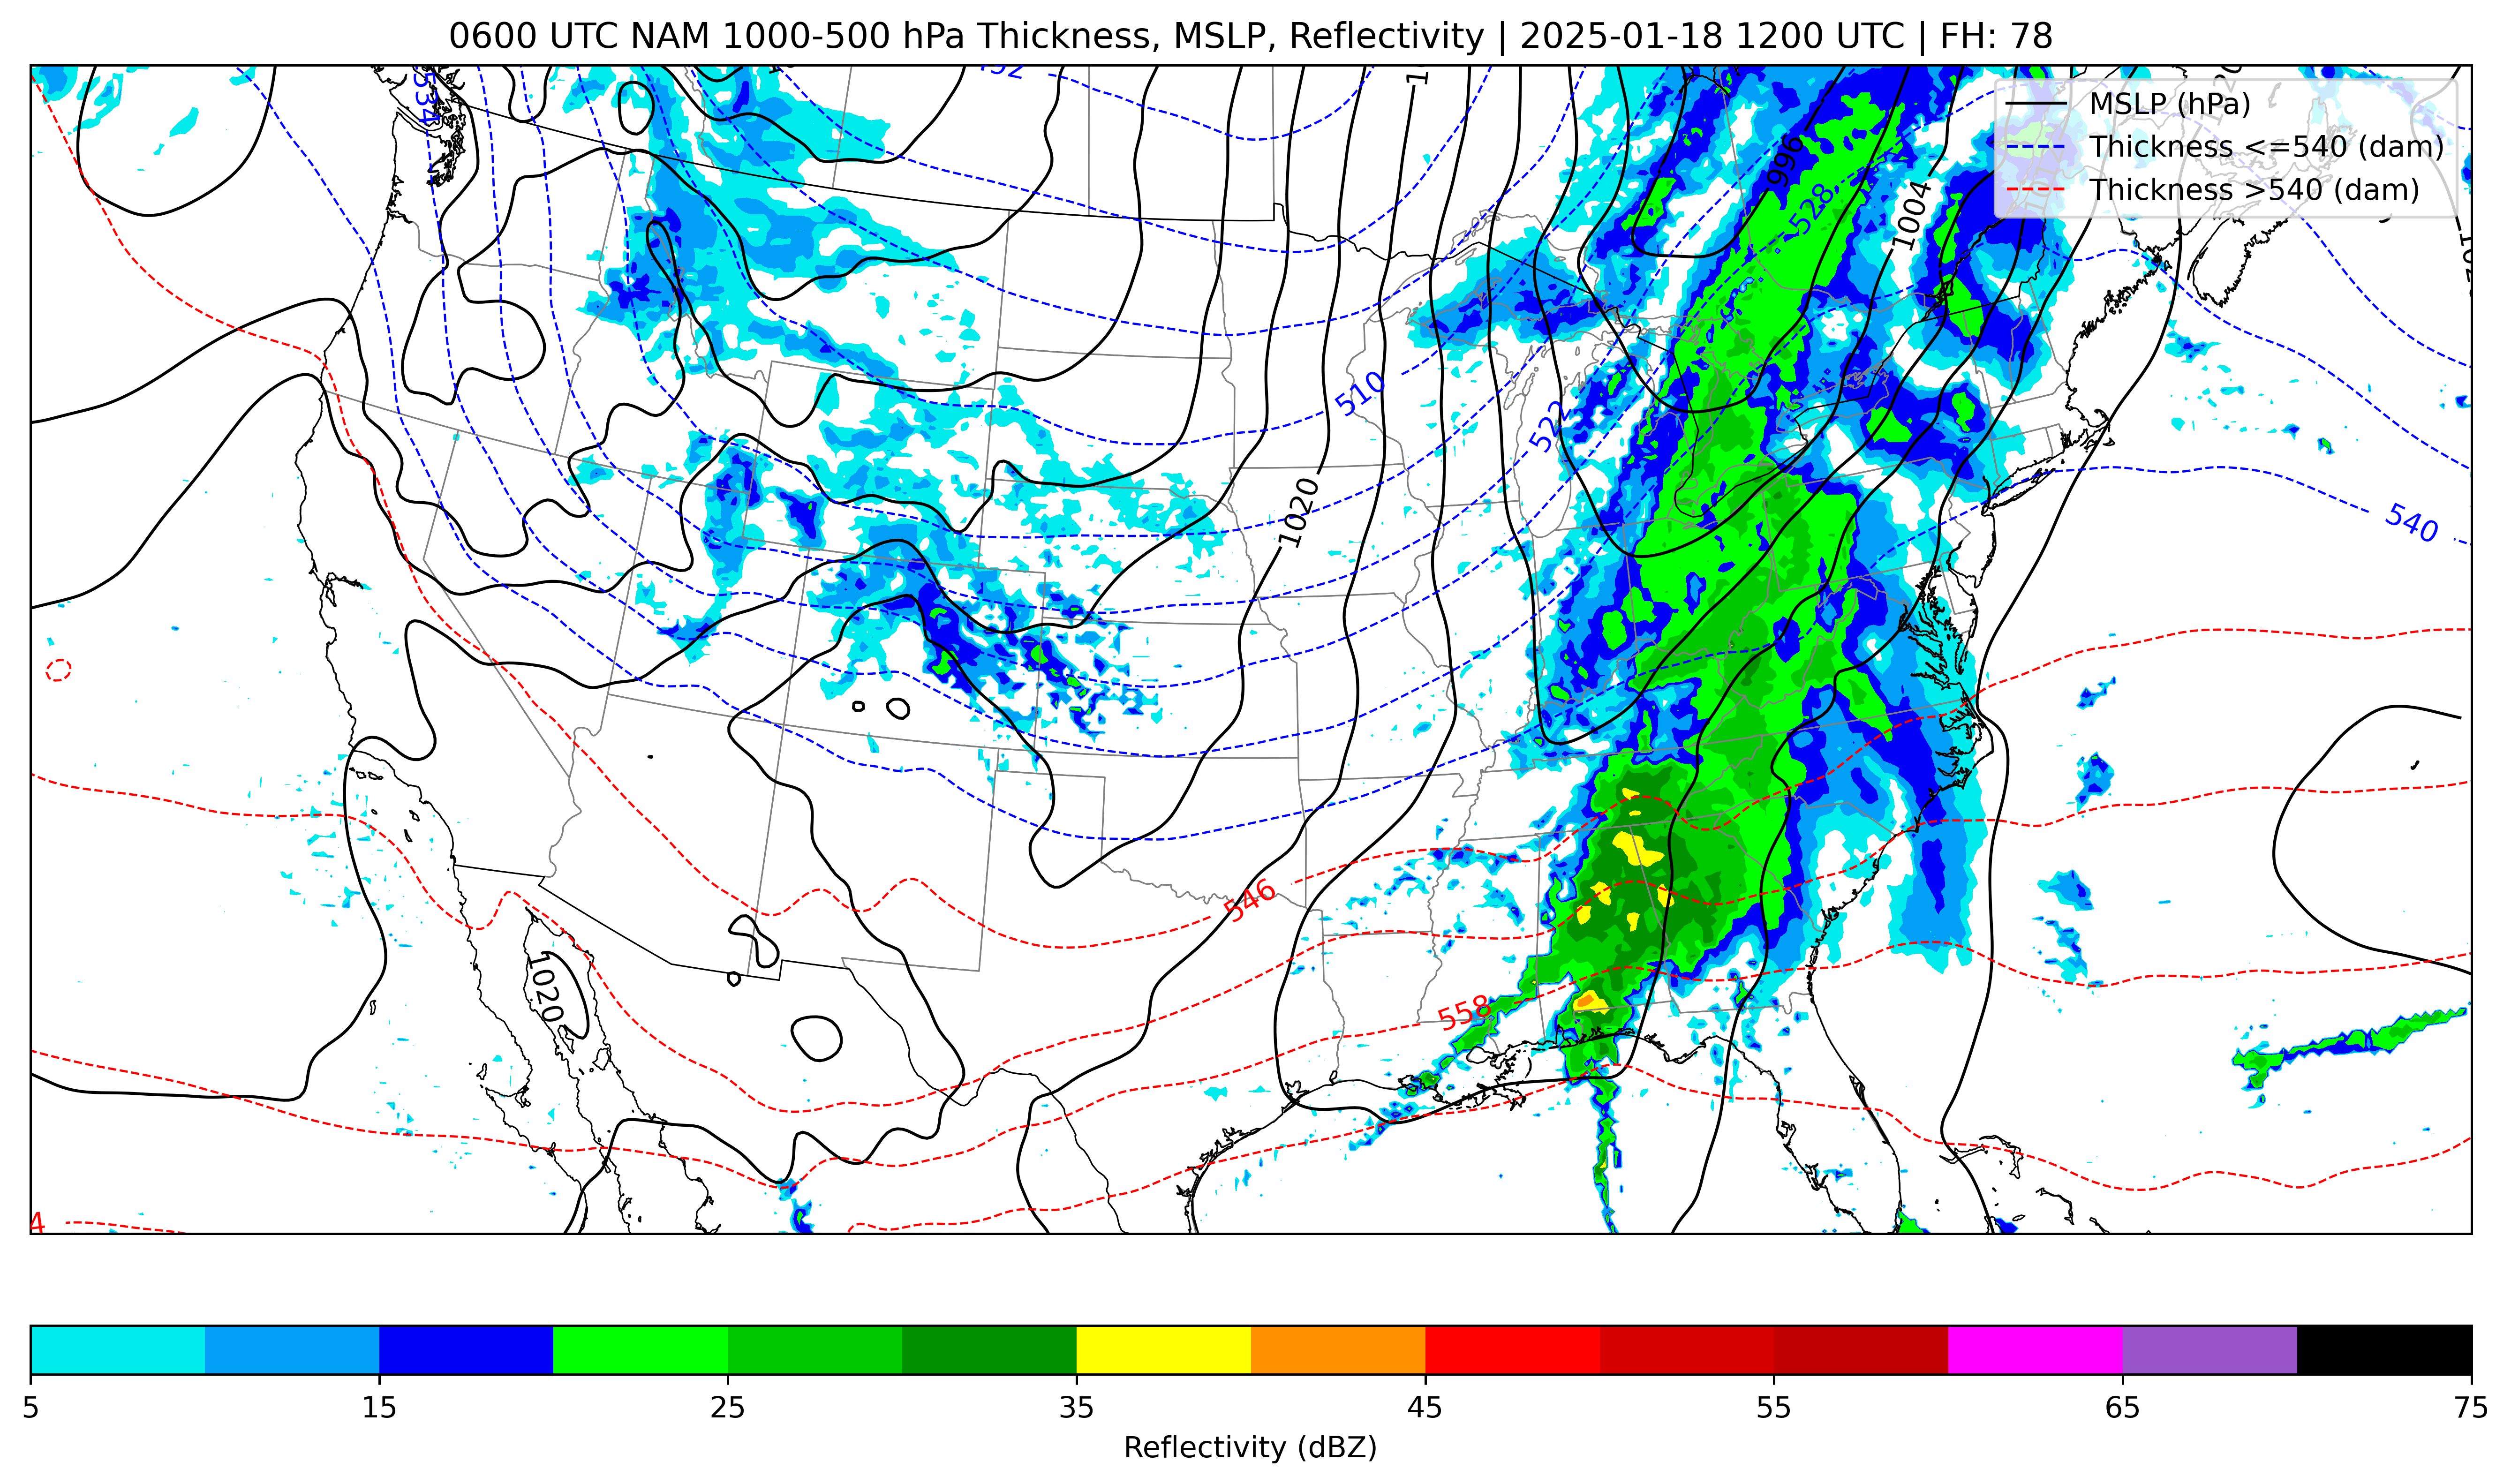 0600 UTC NAM 1000-500 hPa Thickness, MSLP, Reflectivity | 2025-01-18 1200 UTC | FH: 78
MSLP (hPa)
Thickness <=540 (dam)
Thickness >540 (dam)
534
996
528
1004
510
522
1020
540
546
1020
558
4
5 15 25 35 45 55 65 75
Reflectivity (dBZ)